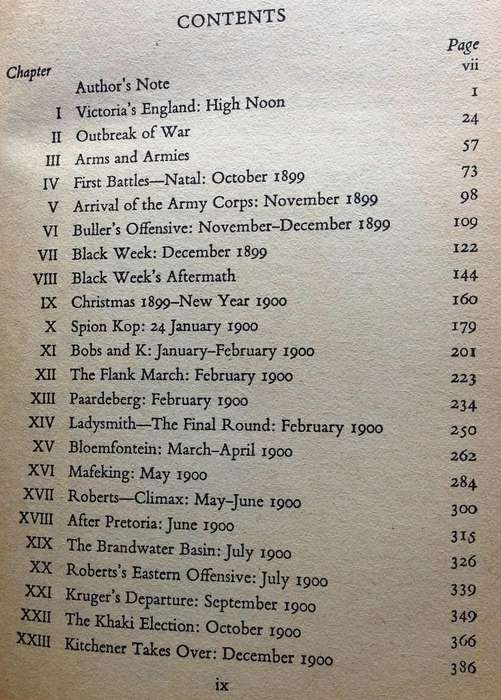 CONTENTS
Chapter Page
Author's Note vii
I Victoria's England: High Noon 1
II Outbreak of War 24
III Arms and Armies 57
IV First Battles—Natal: October 1899 73
V Arrival of the Army Corps: November 1899 98
VI Buller's Offensive: November–December 1899 109
VII Black Week: December 1899 122
VIII Black Week's Aftermath 144
IX Christmas 1899–New Year 1900 160
X Spion Kop: 24 January 1900 179
XI Bobs and K: January–February 1900 201
XII The Flank March: February 1900 223
XIII Paardeberg: February 1900 234
XIV Ladysmith—The Final Round: February 1900 250
XV Bloemfontein: March–April 1900 262
XVI Mafeking: May 1900 284
XVII Roberts—Climax: May–June 1900 300
XVIII After Pretoria: June 1900 315
XIX The Brandwater Basin: July 1900 326
XX Roberts's Eastern Offensive: July 1900 339
XXI Kruger's Departure: September 1900 349
XXII The Khaki Election: October 1900 366
XXIII Kitchener Takes Over: December 1900 386
ix